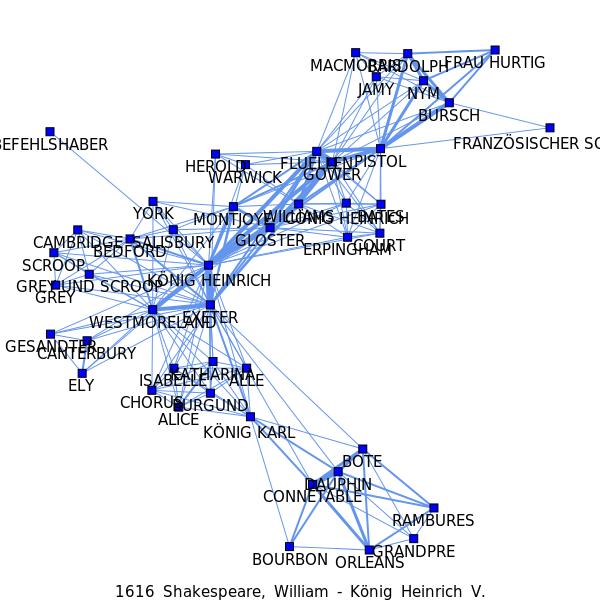 MACMORRIS
BARDOLPH
FRAU HURTIG
JAMY
NYM
BURSCH
BEFEHLSHABER
FRANZÖSISCHER SO
HEROLD
WARWICK
FLUELLEN
GOWER
PISTOL
YORK
MONTJOYE
WILLIAMS
KÖNIG HEINRICH
BATES
CAMBRIDGE
SALISBURY
BEDFORD
GLOSTER
ERPINGHAM
COURT
SCROOP
KÖNIG HEINRICH
GREY UND SCROOP
GREY
WESTMORELAND
EXETER
GESANDTER
CANTERBURY
ELY
ISABELLE
KATHARINA
ALLE
CHORUS
BURGUND
ALICE
KÖNIG KARL
BOTE
DAUPHIN
CONNETABLE
RAMBURES
BOURBON
ORLEANS
GRANDPRE
1616 Shakespeare, William - König Heinrich V.